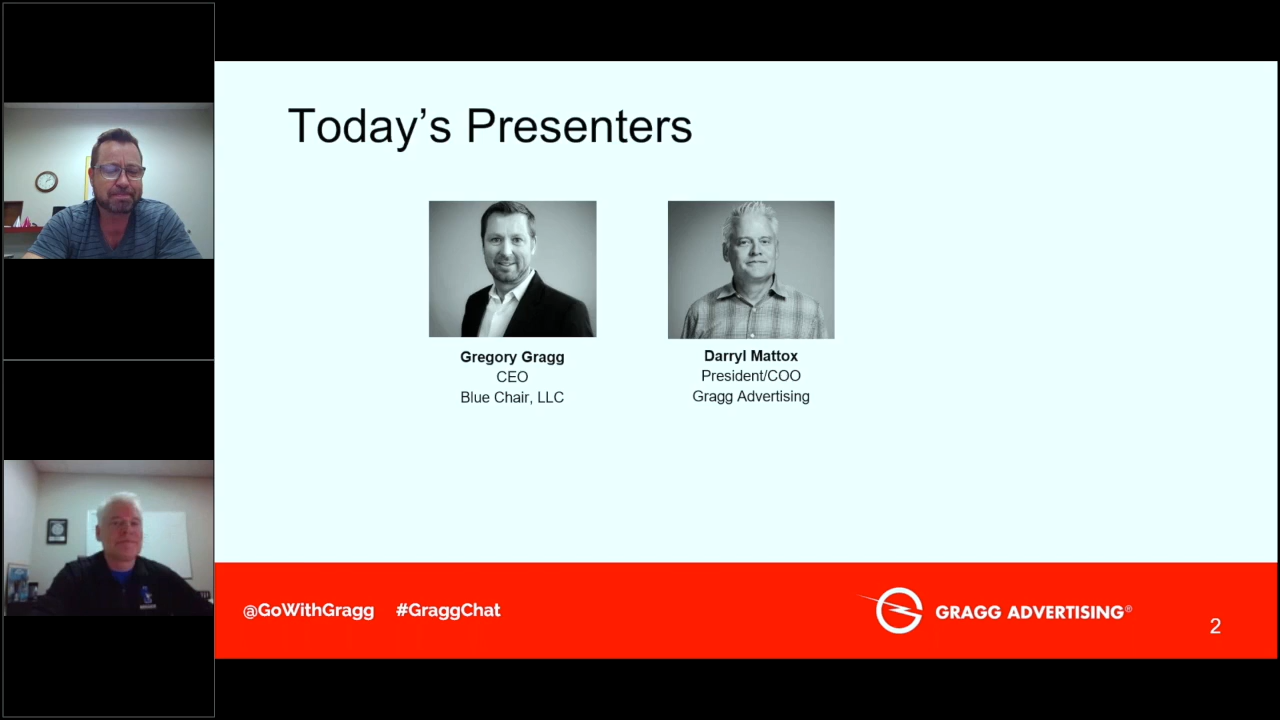 Today's Presenters
Gregory Gragg
CEO
Blue Chair, LLC
Darryl Mattox
President/COO
Gragg Advertising
@GoWithGragg #GraggChat
GRAGG ADVERTISING®
2